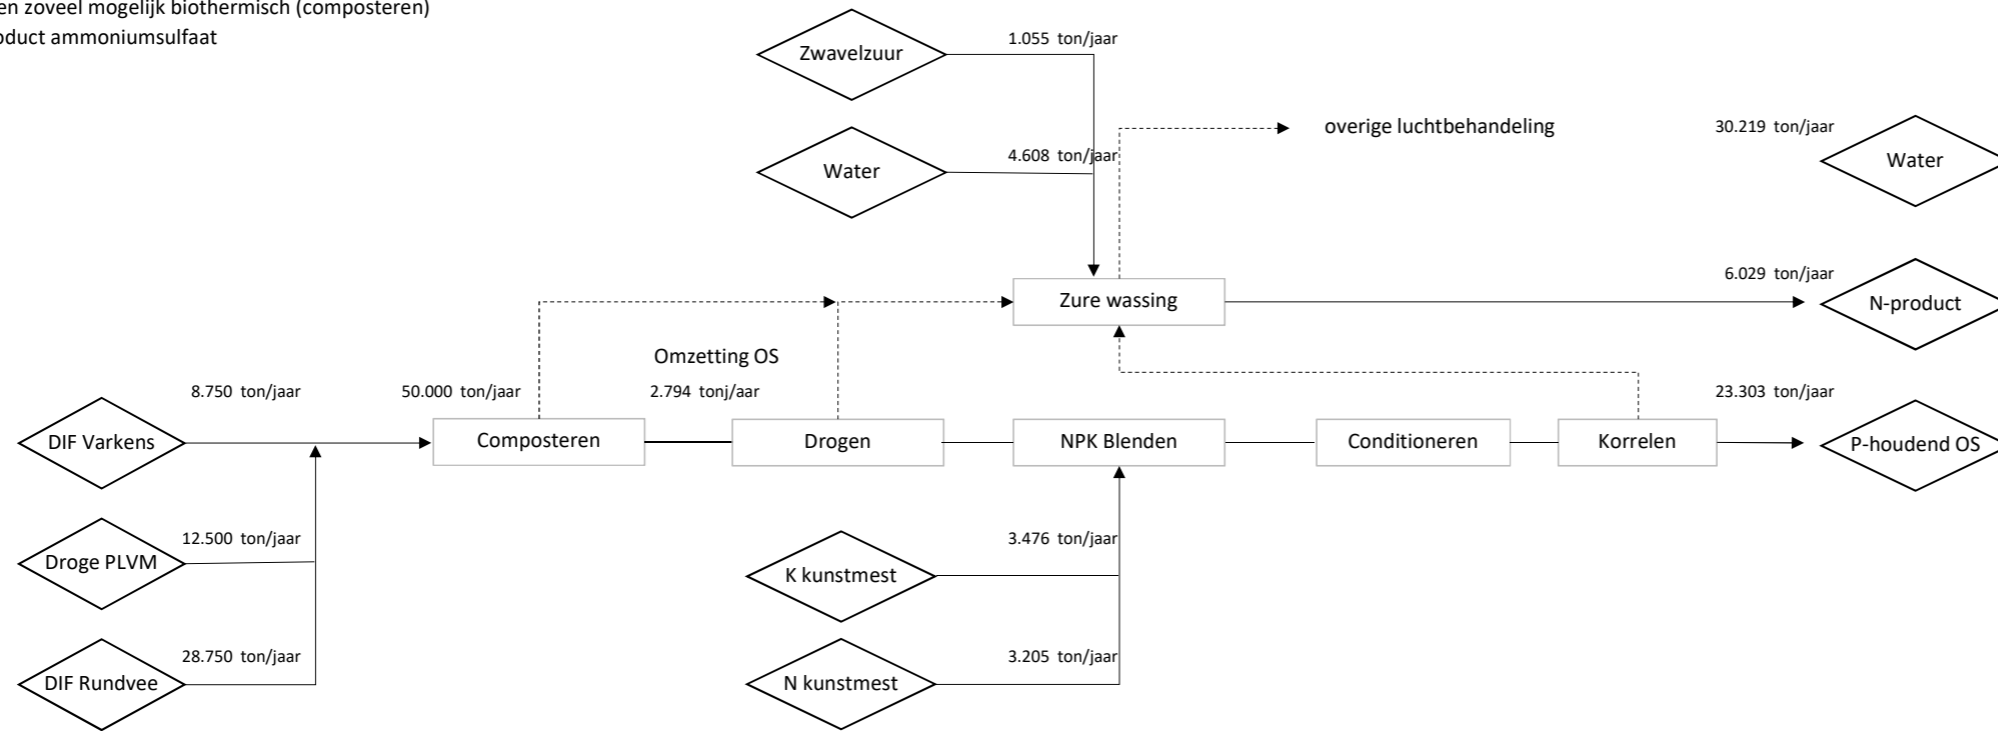 en zoveel mogelijk biothermisch (composteren)
oduct ammoniumsulfaat
Zwavelzuur
1.055 ton/jaar
Water
4.608 ton/jaar
overige luchtbehandeling
30.219 ton/jaar
Water
Zure wassing
6.029 ton/jaar
N-product
Omzetting OS
8.750 ton/jaar
50.000 ton/jaar
2.794 tonj/aar
23.303 ton/jaar
DIF Varkens
Composteren
Drogen
NPK Blenden
Conditioneren
Korrelen
P-houdend OS
12.500 ton/jaar
Droge PLVM
3.476 ton/jaar
K kunstmest
28.750 ton/jaar
DIF Rundvee
3.205 ton/jaar
N kunstmest